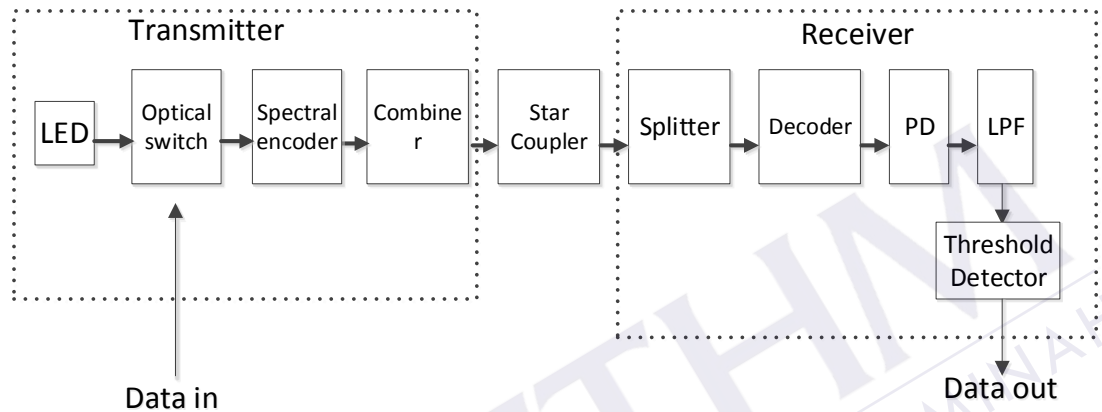 Transmitter
Receiver
LED
Optical
switch
Spectral
encoder
Combine
r
Star
Coupler
Splitter
Decoder
PD
LPF
Threshold
Detector
Data in
Data out